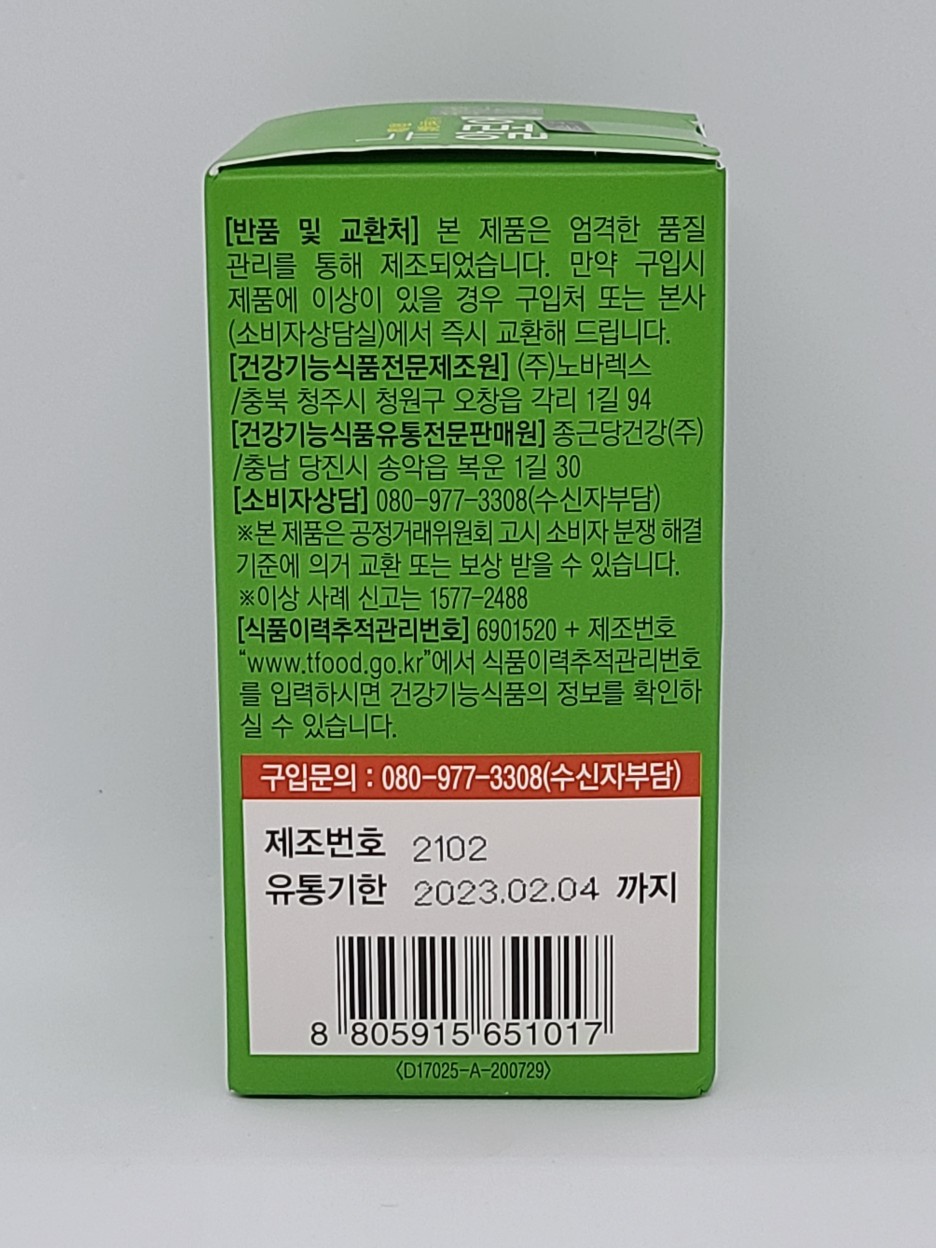 [반품 및 교환처] 본 제품은 엄격한 품질
관리를 통해 제조되었습니다. 만약 구입시
제품에 이상이 있을 경우 구입처 또는 본사
(소비자상담실)에서 즉시 교환해 드립니다.
[건강기능식품전문제조원] (주)노바렉스
/충북 청주시 청원구 오창읍 각리 1길 94
[건강기능식품유통전문판매원] 종근당건강(주)
/충남 당진시 송악읍 복운 1길 30
[소비자상담] 080-977-3308(수신자부담)
※본 제품은 공정거래위원회 고시 소비자 분쟁 해결
기준에 의거 교환 또는 보상 받을 수 있습니다.
※이상 사례 신고는 1577-2488
[식품이력추적관리번호] 6901520 + 제조번호
“www.tfood.go.kr”에서 식품이력추적관리번호
를 입력하시면 건강기능식품의 정보를 확인하
실 수 있습니다.
구입문의 : 080-977-3308(수신자부담)
제조번호 2102
유통기한 2023.02.04 까지
8 805915 651017
〈D17025-A-200729〉